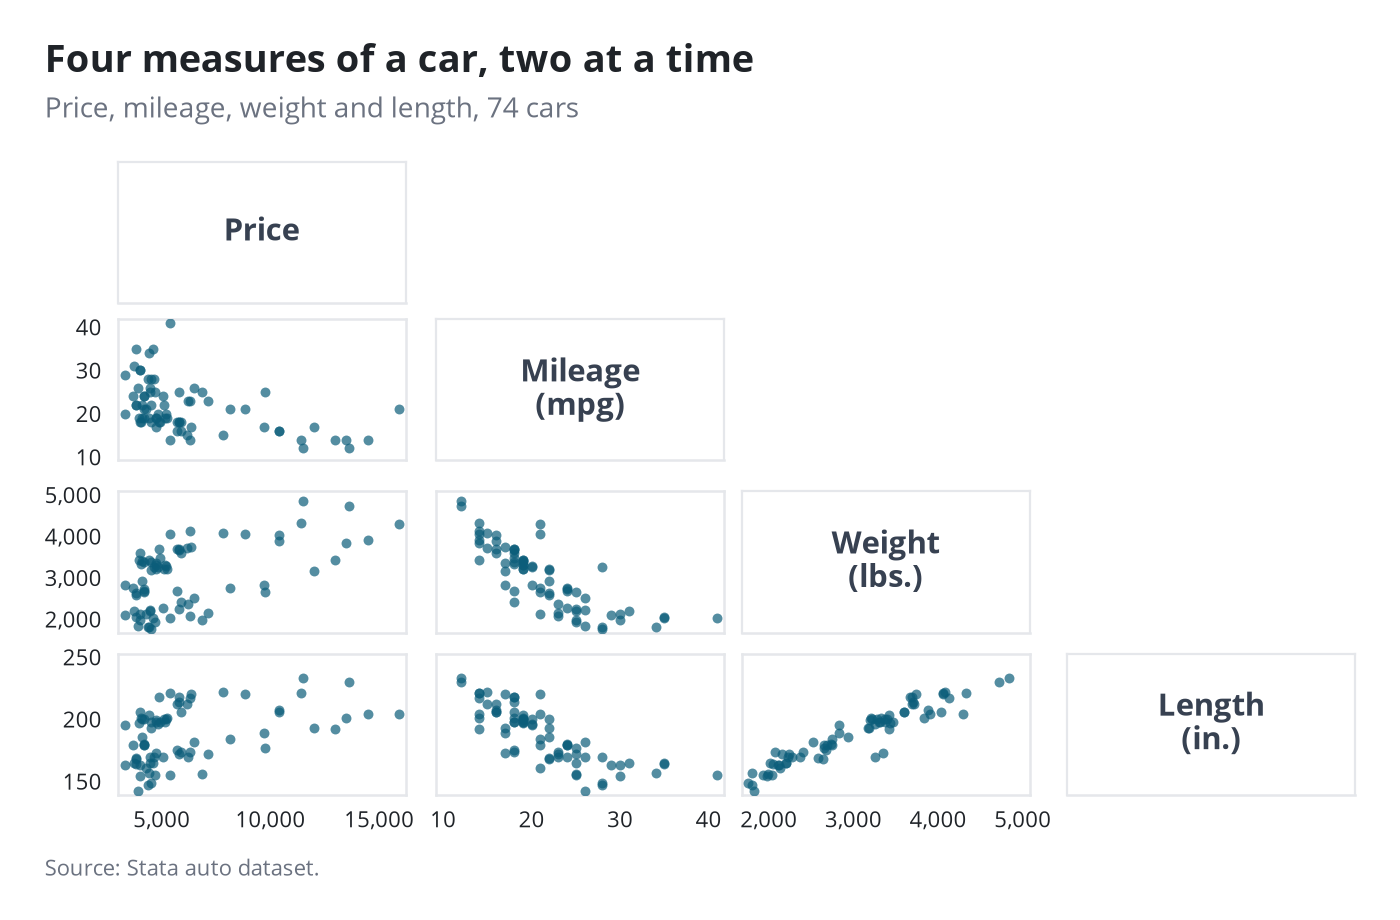 Four measures of a car, two at a time
Price, mileage, weight and length, 74 cars
Price
40
30
20
10
Mileage
(mpg)
5,000
4,000
3,000
2,000
Weight
(lbs.)
250
200
150
Length
(in.)
5,000 10,000 15,000 10 20 30 40 2,000 3,000 4,000 5,000
Source: Stata auto dataset.